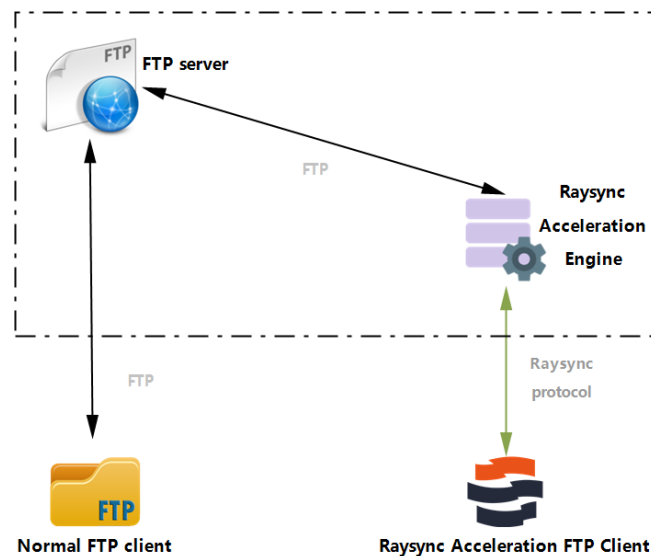 FTP
FTP server
FTP
Raysync
Acceleration
Engine
FTP
Raysync
protocol
FTP
Normal FTP client
Raysync Acceleration FTP Client